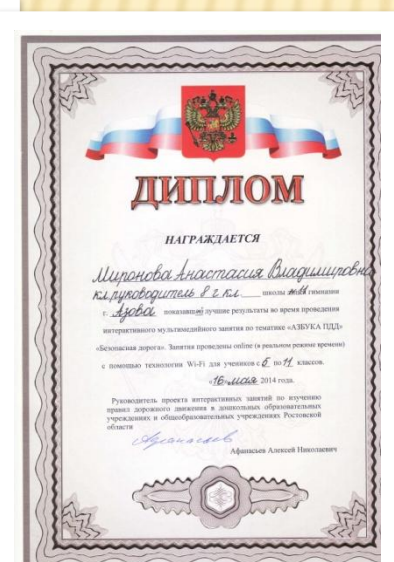 ДИПЛОМ
НАГРАЖДАЕТСЯ
Миронова Анастасия Владимировна
кл. руководитель 8 г кл. школы гимназии
г. Азова показавший лучшие результаты во время проведения
интерактивного мультимедийного занятия по тематике «АЗБУКА ПДД»
«Безопасная дорога». Занятия проведены online (в реальном режиме времени)
с помощью технологии Wi-Fi для учеников с 5 по 11 классов.
«16» мая 2014 года.
Руководитель проекта интерактивных занятий по изучению
правил дорожного движения в дошкольных образовательных
учреждениях и общеобразовательных учреждениях Ростовской
области
Афанасьев Алексей Николаевич